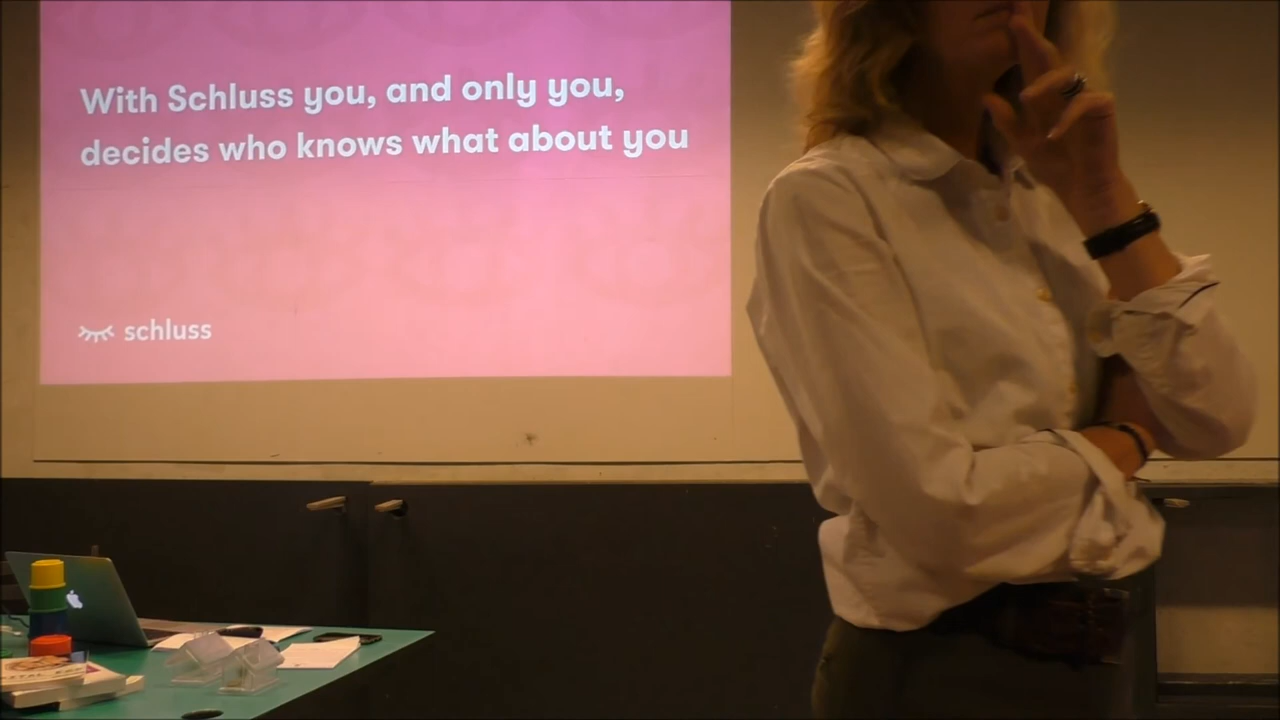 With Schluss you, and only you,
decides who knows what about you
schluss